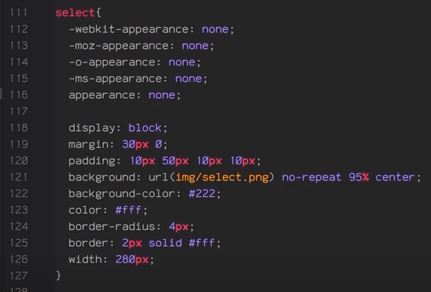 111 select{
112 -webkit-appearance: none;
113 -moz-appearance: none;
114 -o-appearance: none;
115 -ms-appearance: none;
116 appearance: none;
117
118 display: block;
119 margin: 30px 0;
120 padding: 10px 50px 10px 10px;
121 background: url(img/select.png) no-repeat 95% center;
122 background-color: #222;
123 color: #fff;
124 border-radius: 4px;
125 border: 2px solid #fff;
126 width: 280px;
127 }
128